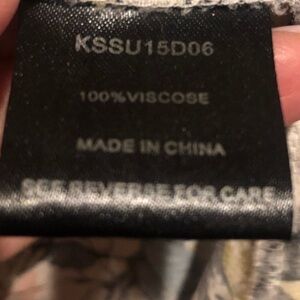 KSSU15D06
100%VISCOSE
MADE IN CHINA
SEE REVERSE FOR CARE